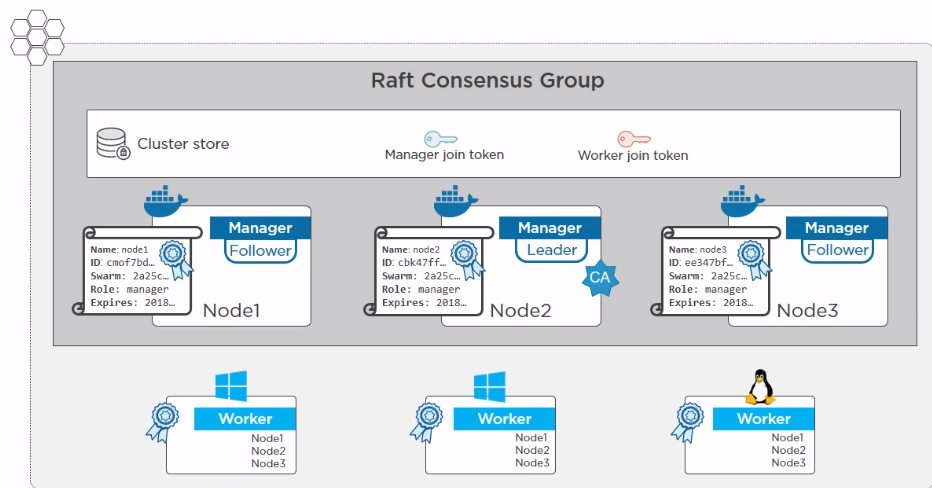 Raft Consensus Group
Cluster store
Manager join token
Worker join token
Manager
Follower
Name: node1
ID: cmof7bd...
Swarm: 2a25c...
Role: manager
Expires: 2018...
Node1
Manager
Leader
CA
Name: node2
ID: cbk47ff...
Swarm: 2a25c...
Role: manager
Expires: 2018...
Node2
Manager
Follower
Name: node3
ID: ee347bf...
Swarm: 2a25c...
Role: manager
Expires: 2018...
Node3
Worker
Node1
Node2
Node3
Worker
Node1
Node2
Node3
Worker
Node1
Node2
Node3